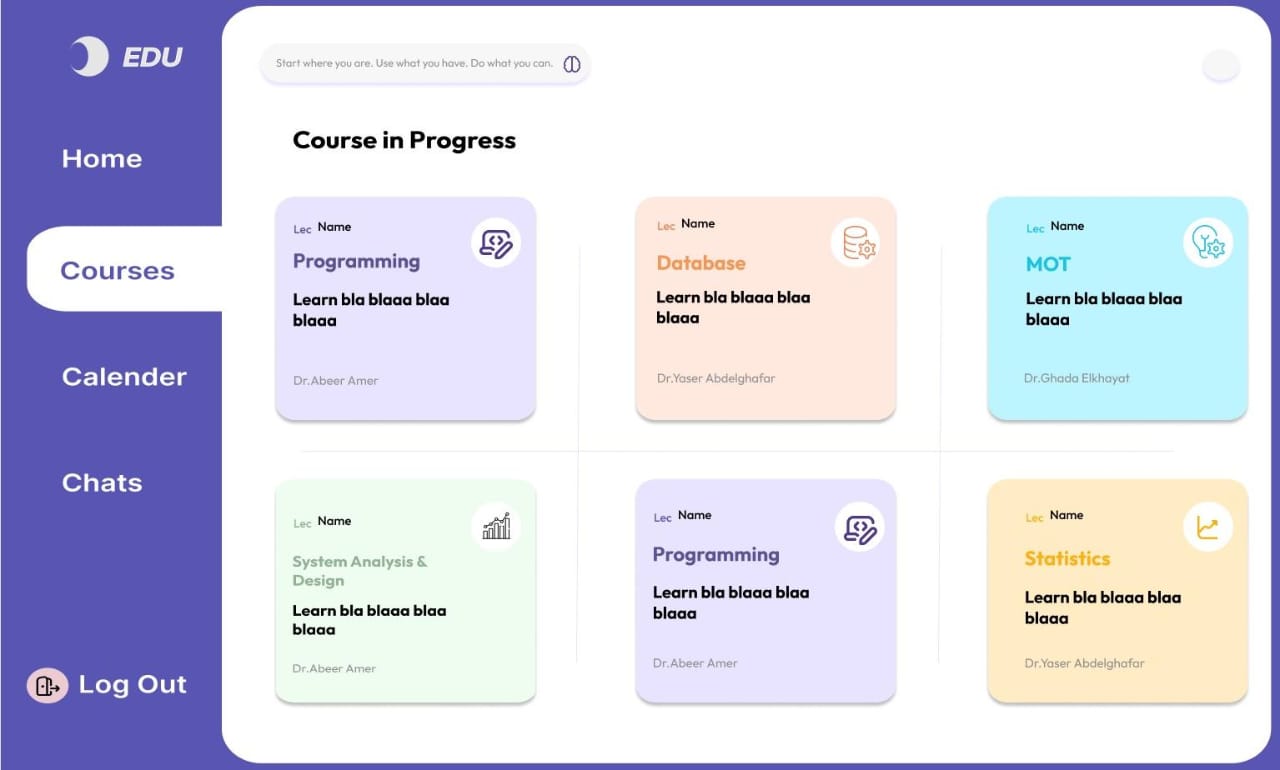 EDU
Home
Courses
Calender
Chats
Log Out
Start where you are. Use what you have. Do what you can.
Course in Progress
Lec Name
Programming
Learn bla blaaa blaa
blaaa
Dr.Abeer Amer
Lec Name
Database
Learn bla blaaa blaa
blaaa
Dr.Yaser Abdelghafar
Lec Name
MOT
Learn bla blaaa blaa
blaaa
Dr.Ghada Elkhayat
Lec Name
System Analysis &
Design
Learn bla blaaa blaa
blaaa
Dr.Abeer Amer
Lec Name
Programming
Learn bla blaaa blaa
blaaa
Dr.Abeer Amer
Lec Name
Statistics
Learn bla blaaa blaa
blaaa
Dr.Yaser Abdelghafar